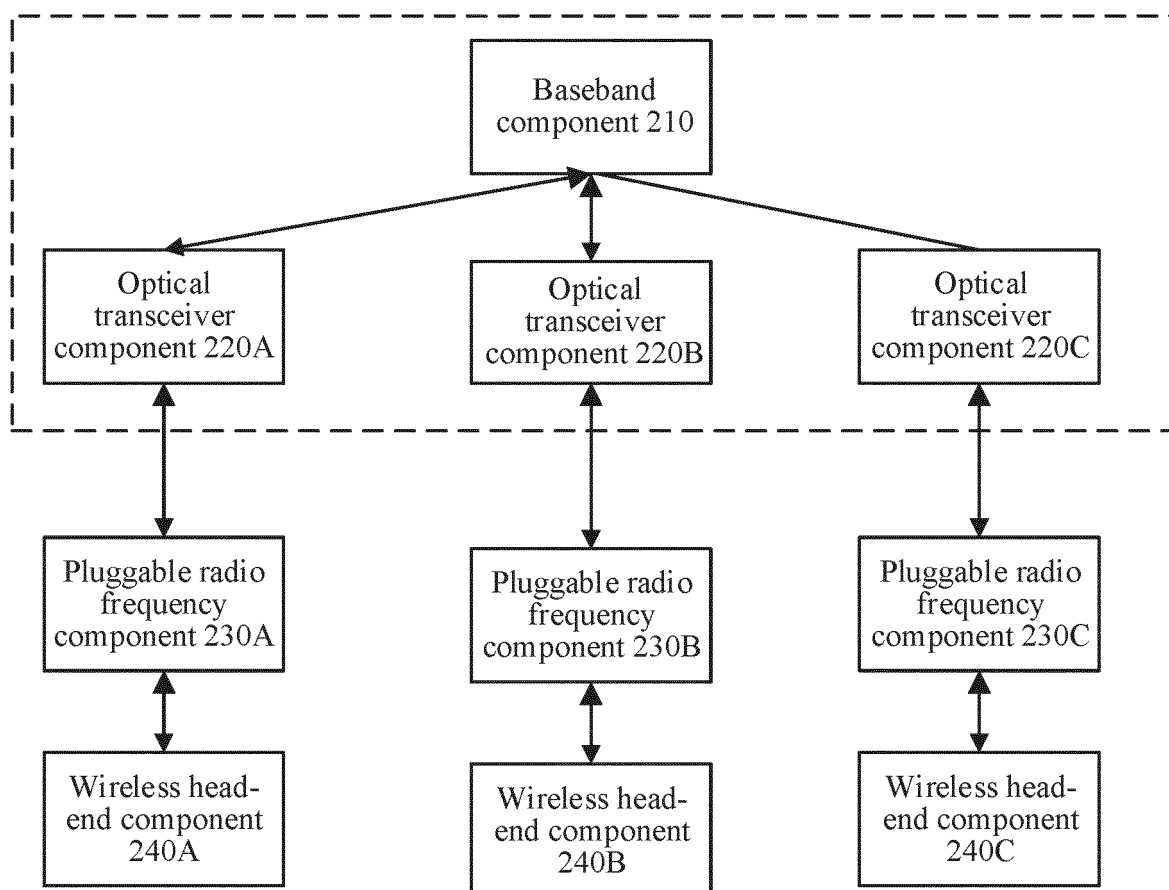 Baseband
component 210
Optical
transceiver
component 220A
Optical
transceiver
component 220B
Optical
transceiver
component 220C
Pluggable radio
frequency
component 230A
Pluggable radio
frequency
component 230B
Pluggable radio
frequency
component 230C
Wireless head-
end component
240A
Wireless head-
end component
240B
Wireless head-
end component
240C